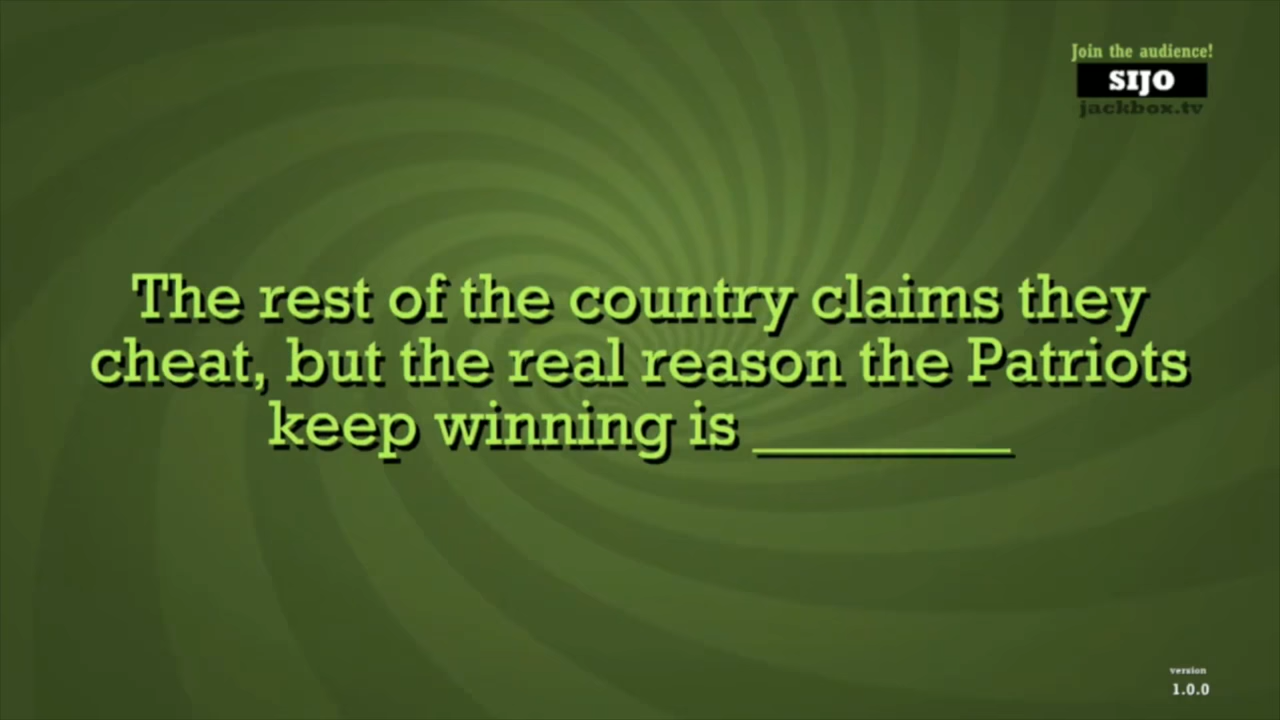 Join the audience!
SIJO
jackbox.tv
The rest of the country claims they
cheat, but the real reason the Patriots
keep winning is _________
version
1.0.0